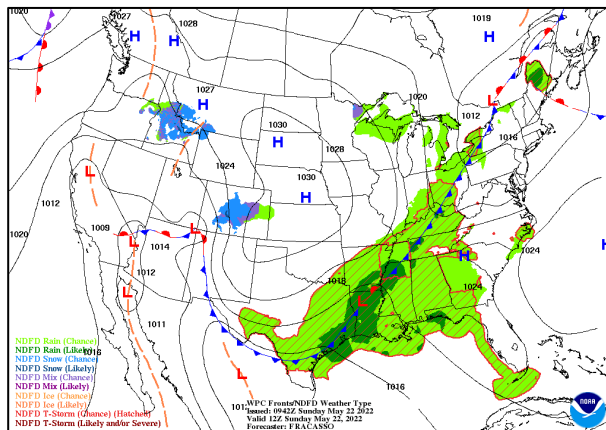 1020
1027
1028
H
H
1019
H
1027
H
1030
H
1020
1012
L
1016
1028
1024
L
1030
H
1012
1009
L
L
1014
1020
1024
H
H
1012
L
1018
1024
L
1011
1016
L
1016
101
NDFD Rain (Chance)
NDFD Rain (Likely)
NDFD Snow (Chance)
NDFD Snow (Likely)
NDFD Mix (Chance)
NDFD Mix (Likely)
NDFD Ice (Chance)
NDFD Ice (Likely)
NDFD T-Storm (Chance) (Hatched)
NDFD T-Storm (Likely and/or Severe)
WPC Fronts/NDFD Weather Type
Issued: 0942Z Sunday May 22 2022
Valid 12Z Sunday May 22, 2022
Forecaster: FRACASSO
NOAA